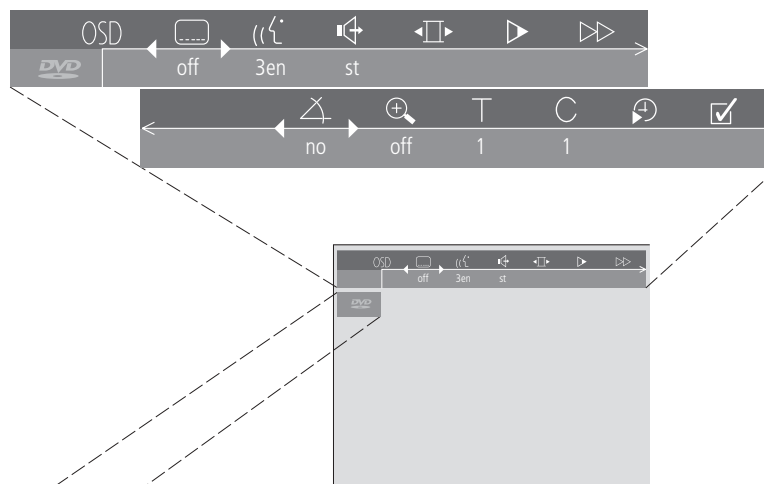 OSD
DVD off 3en st
T C
no off 1 1
OSD
off 3en st
DVD